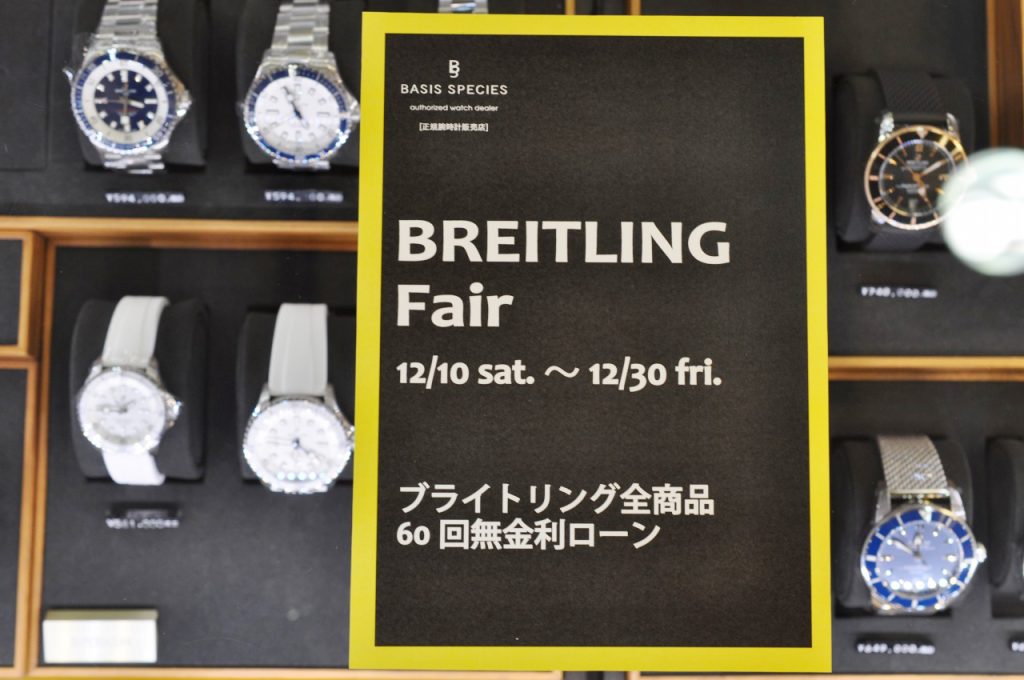 BASIS SPECIES
authorized watch dealer
[正規腕時計販売店]
BREITLING
Fair
12/10 sat. ～ 12/30 fri.
ブライトリング全商品
60 回無金利ローン